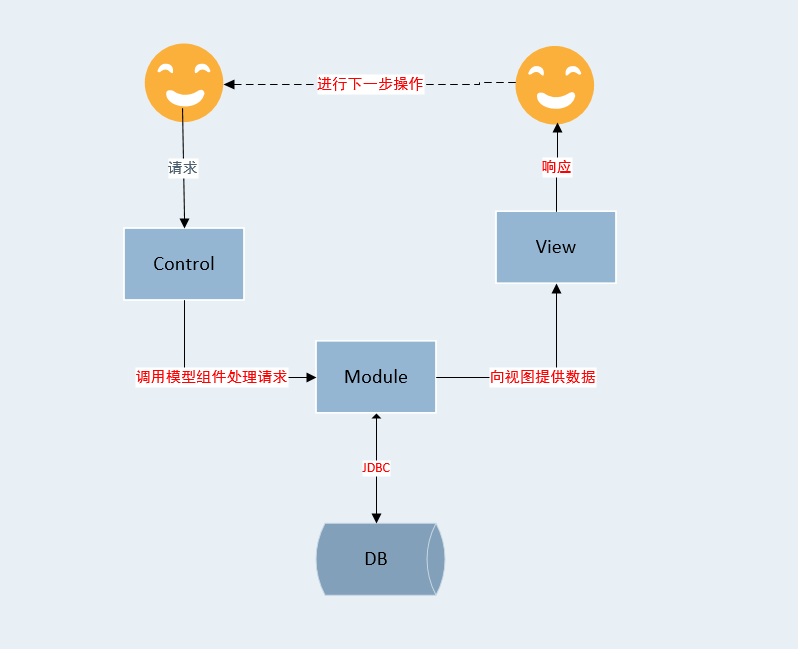 进行下一步操作
请求
响应
Control
View
调用模型组件处理请求
Module
向视图提供数据
JDBC
DB